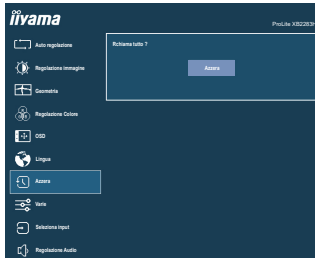 iiyama
ProLite XB2283H
Auto regolazione
Rchiama tutto ?
Regolazione immagine
Azzera
Geometria
Regolazione Colore
OSD
Lingua
Azzera
Varie
Seleziona input
Regolazione Audio